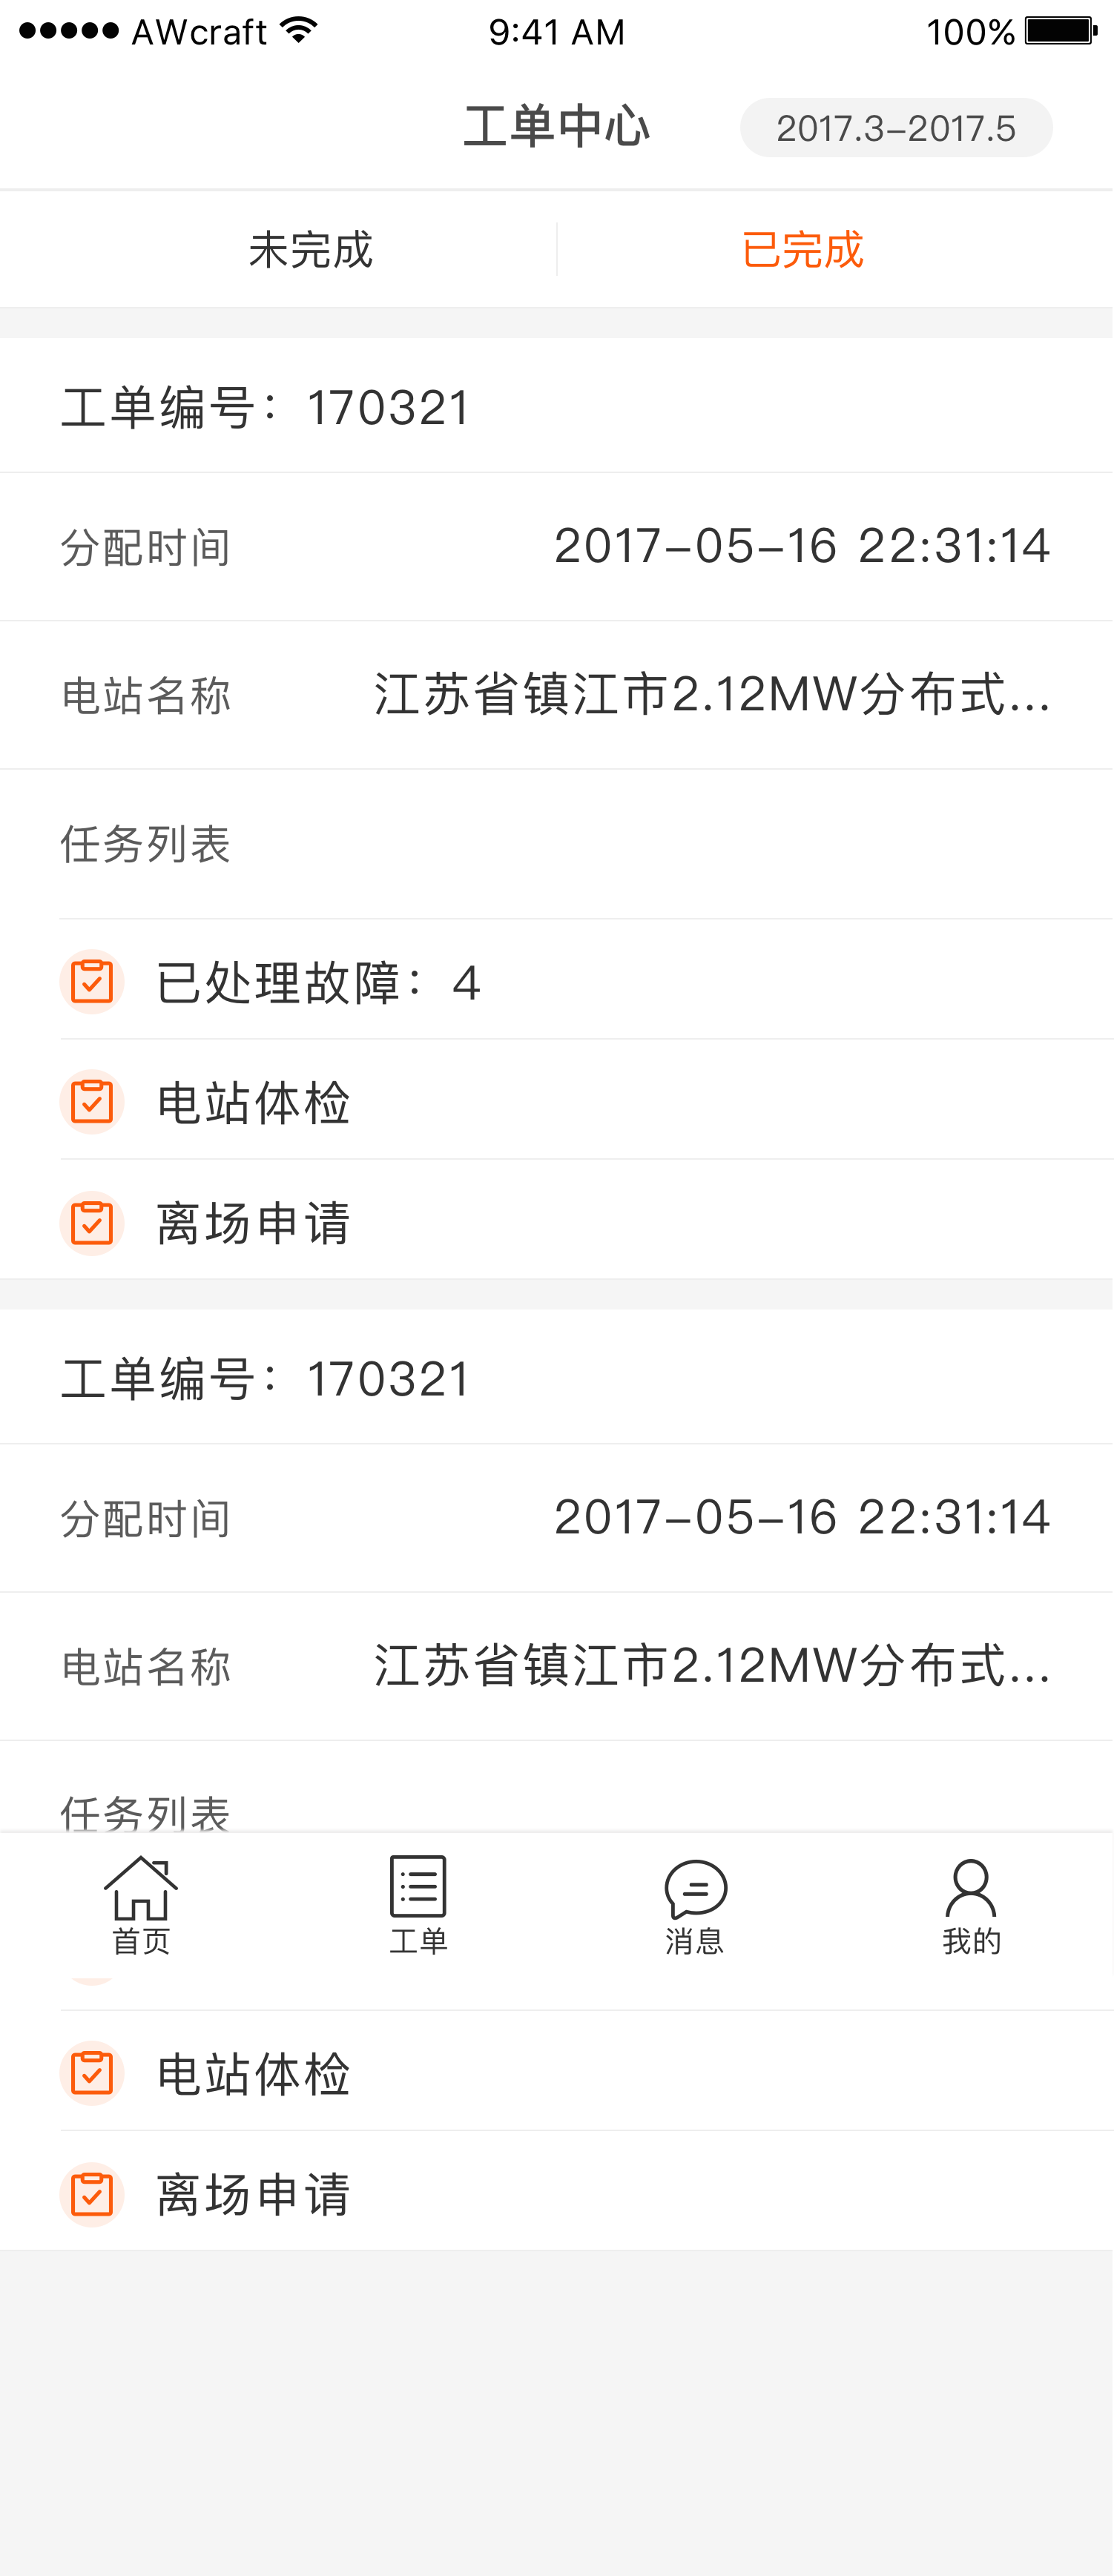 AWcraft 9:41 AM 100%
工单中心 2017.3-2017.5
未完成 已完成
工单编号：170321
分配时间 2017-05-16 22:31:14
电站名称 江苏省镇江市2.12MW分布式...
任务列表
已处理故障：4
电站体检
离场申请
工单编号：170321
分配时间 2017-05-16 22:31:14
电站名称 江苏省镇江市2.12MW分布式...
任务列表
首页 工单 消息 我的
电站体检
离场申请